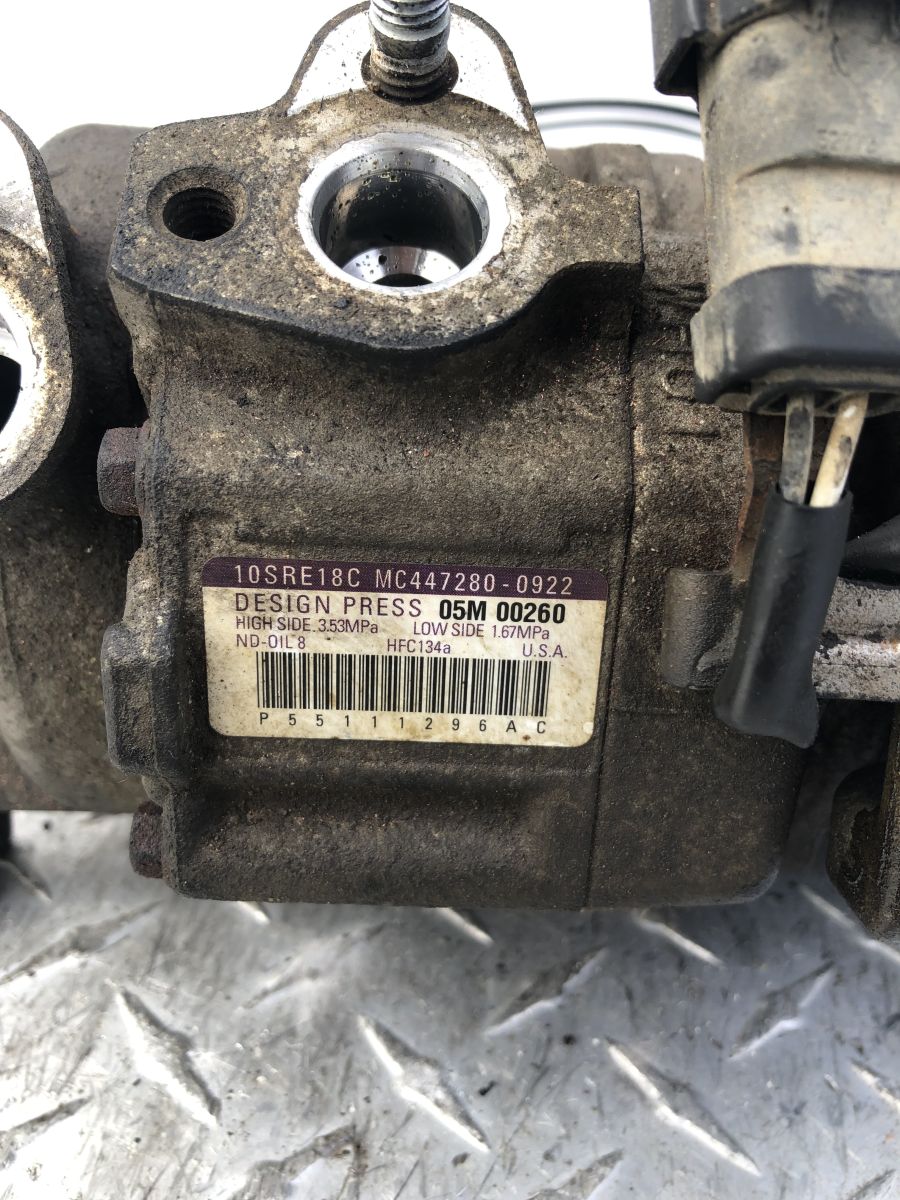 10SRE18C MC447280-0922
DESIGN PRESS 05M 00260
HIGH SIDE 3.53MPa LOW SIDE 1.67MPa
ND-OIL 8 HFC134a U.S.A.
P55111296AC